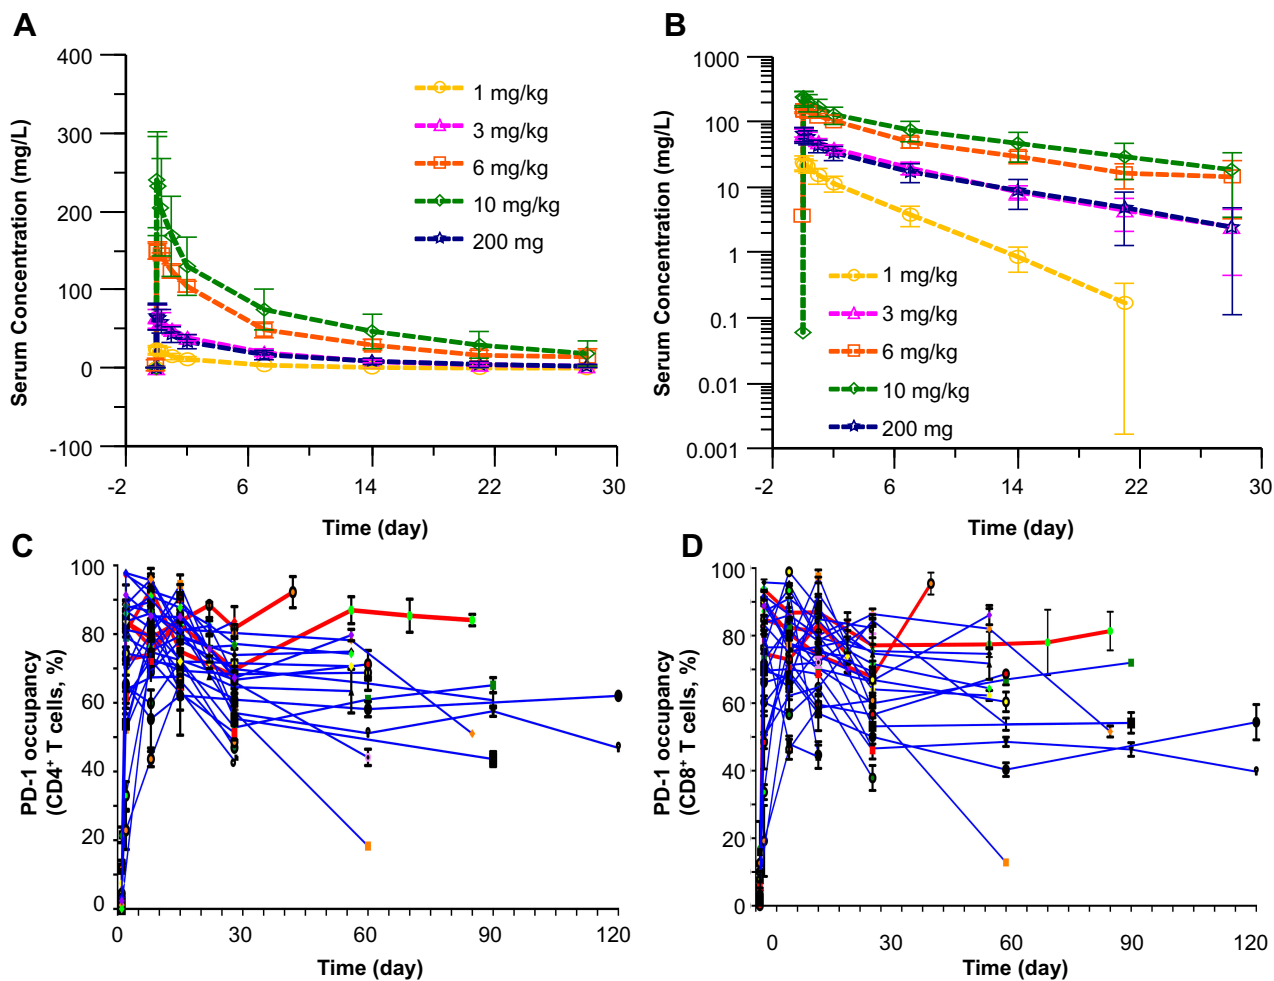 A
400
300
200
100
0
-100
-2
6
14
22
30
Serum Concentration (mg/L)
Time (day)
1 mg/kg
3 mg/kg
6 mg/kg
10 mg/kg
200 mg
B
1000
100
10
1
0.1
0.01
0.001
-2
6
14
22
30
Serum Concentration (mg/L)
Time (day)
1 mg/kg
3 mg/kg
6 mg/kg
10 mg/kg
200 mg
C
100
80
60
40
20
0
0
30
60
90
120
PD-1 occupancy
(CD4⁺ T cells, %)
Time (day)
D
100
80
60
40
20
0
0
30
60
90
120
PD-1 occupancy
(CD8⁺ T cells, %)
Time (day)